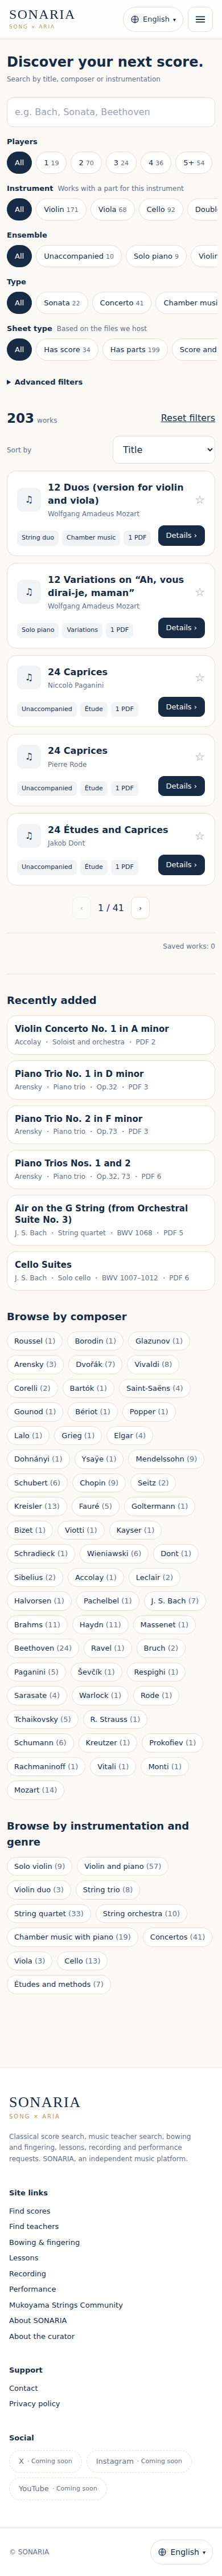 SONARIA
SONG × ARIA
English ▾
Discover your next score.
Search by title, composer or instrumentation
e.g. Bach, Sonata, Beethoven
Players
All 1 19 2 70 3 24 4 36 5+ 54
Instrument Works with a part for this instrument
All Violin 171 Viola 68 Cello 92 Doubl
Ensemble
All Unaccompanied 10 Solo piano 9 Violin
Type
All Sonata 22 Concerto 41 Chamber musi
Sheet type Based on the files we host
All Has score 34 Has parts 199 Score and
▶ Advanced filters
203 works
Reset filters
Sort by
Title
12 Duos (version for violin and viola)
Wolfgang Amadeus Mozart
String duo Chamber music 1 PDF
Details ›
12 Variations on “Ah, vous dirai-je, maman”
Wolfgang Amadeus Mozart
Solo piano Variations 1 PDF
Details ›
24 Caprices
Niccolò Paganini
Unaccompanied Étude 1 PDF
Details ›
24 Caprices
Pierre Rode
Unaccompanied Étude 1 PDF
Details ›
24 Études and Caprices
Jakob Dont
Unaccompanied Étude 1 PDF
Details ›
‹ 1 / 41 ›
Saved works: 0
Recently added
Violin Concerto No. 1 in A minor
Accolay · Soloist and orchestra · PDF 2
Piano Trio No. 1 in D minor
Arensky · Piano trio · Op.32 · PDF 3
Piano Trio No. 2 in F minor
Arensky · Piano trio · Op.73 · PDF 3
Piano Trios Nos. 1 and 2
Arensky · Piano trio · Op.32, 73 · PDF 6
Air on the G String (from Orchestral Suite No. 3)
J. S. Bach · String quartet · BWV 1068 · PDF 5
Cello Suites
J. S. Bach · Solo cello · BWV 1007–1012 · PDF 6
Browse by composer
Roussel (1) Borodin (1) Glazunov (1)
Arensky (3) Dvořák (7) Vivaldi (8)
Corelli (2) Bartók (1) Saint-Saëns (4)
Gounod (1) Bériot (1) Popper (1)
Lalo (1) Grieg (1) Elgar (4)
Dohnányi (1) Ysaÿe (1) Mendelssohn (9)
Schubert (6) Chopin (9) Seitz (2)
Kreisler (13) Fauré (5) Goltermann (1)
Bizet (1) Viotti (1) Kayser (1)
Schradieck (1) Wieniawski (6) Dont (1)
Sibelius (2) Accolay (1) Leclair (2)
Halvorsen (1) Pachelbel (1) J. S. Bach (7)
Brahms (11) Haydn (11) Massenet (1)
Beethoven (24) Ravel (1) Bruch (2)
Paganini (5) Ševčík (1) Respighi (1)
Sarasate (4) Warlock (1) Rode (1)
Tchaikovsky (5) R. Strauss (1)
Schumann (6) Kreutzer (1) Prokofiev (1)
Rachmaninoff (1) Vitali (1) Monti (1)
Mozart (14)
Browse by instrumentation and genre
Solo violin (9) Violin and piano (57)
Violin duo (3) String trio (8)
String quartet (33) String orchestra (10)
Chamber music with piano (19) Concertos (41)
Viola (3) Cello (13)
Études and methods (7)
SONARIA
SONG × ARIA
Classical score search, music teacher search, bowing
and fingering, lessons, recording and performance
requests. SONARIA, an independent music platform.
Site links
Find scores
Find teachers
Bowing & fingering
Lessons
Recording
Performance
Mukoyama Strings Community
About SONARIA
About the curator
Support
Contact
Privacy policy
Social
X · Coming soon Instagram · Coming soon
YouTube · Coming soon
© SONARIA
English ▾